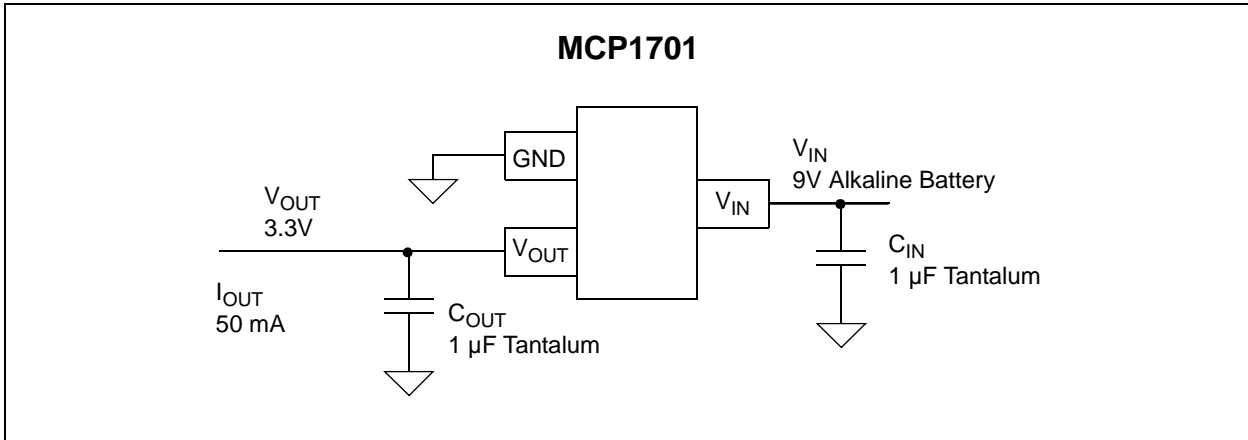 MCP1701
GND
V_IN
9V Alkaline Battery
V_IN
V_OUT
3.3V
V_OUT
C_IN
1 µF Tantalum
I_OUT
50 mA
C_OUT
1 µF Tantalum